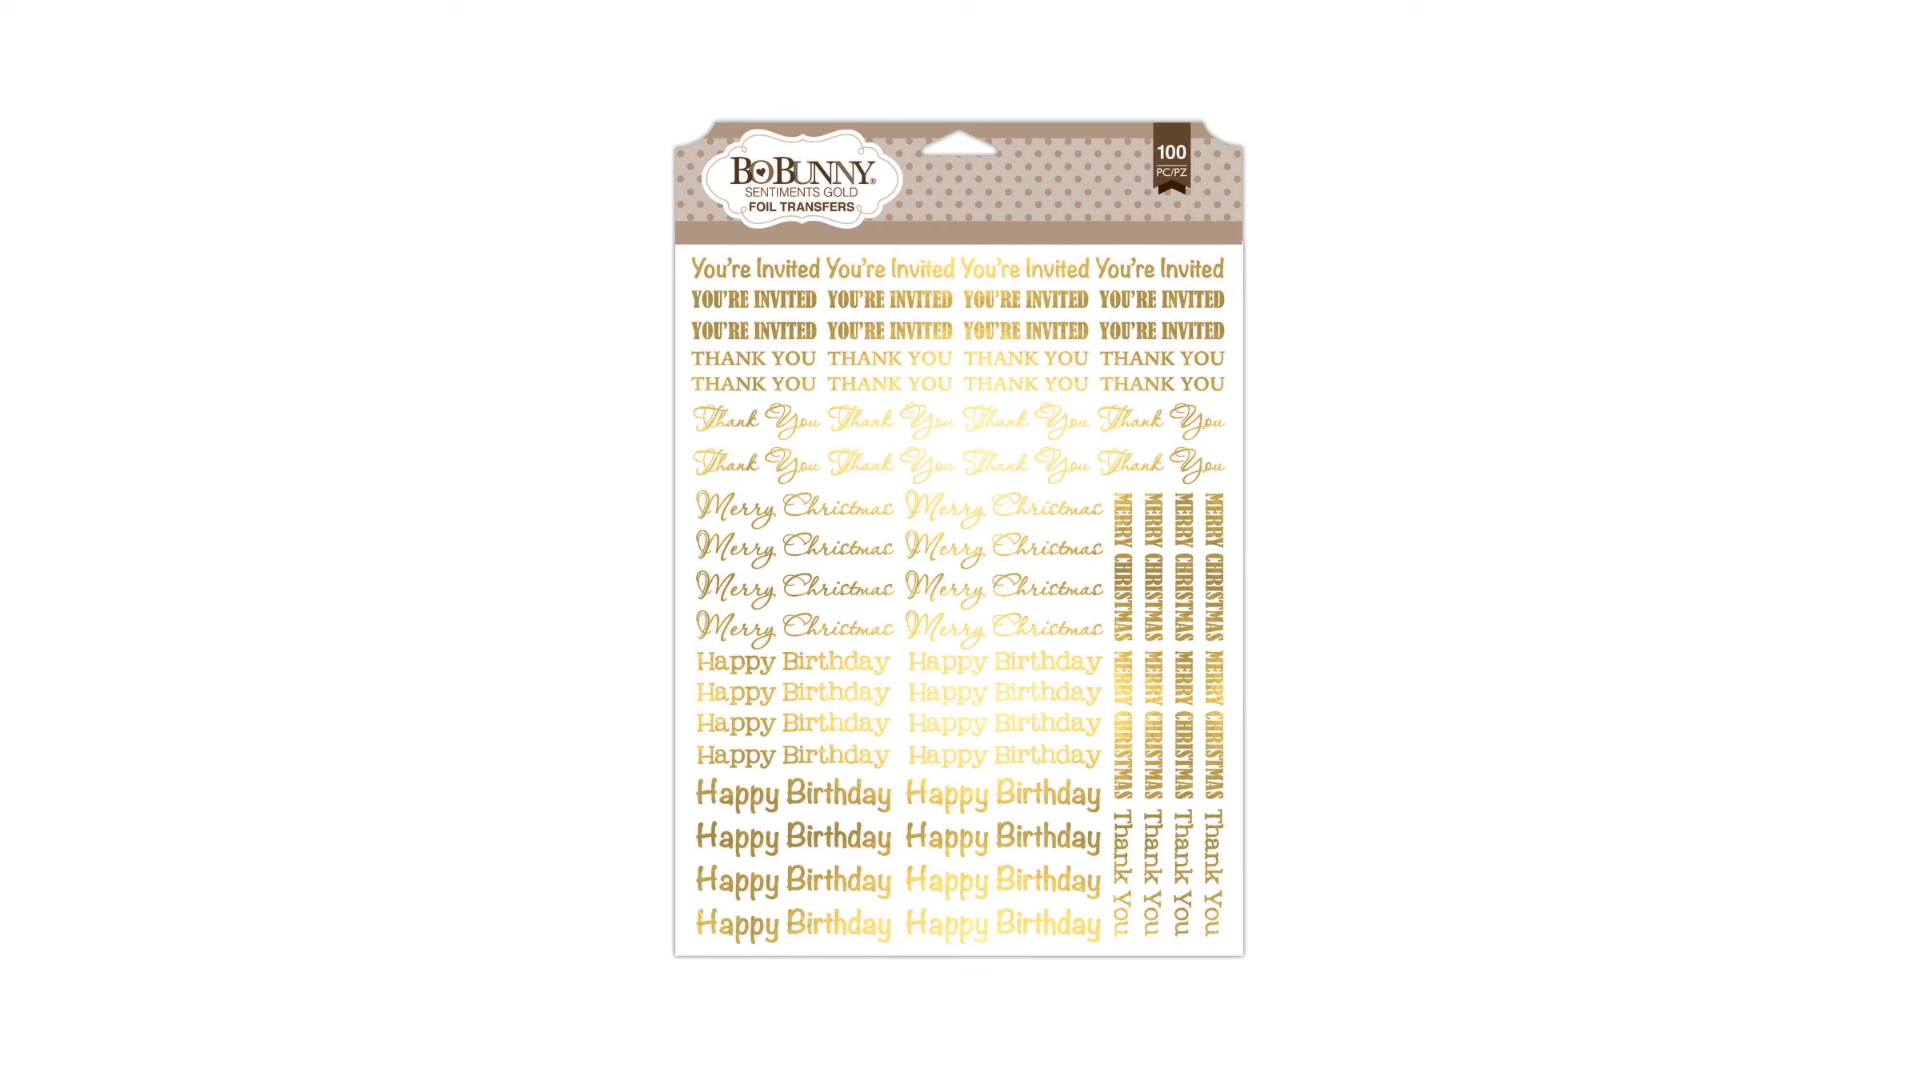 BoBunny®
SENTIMENTS GOLD
FOIL TRANSFERS
100
PC/PZ
You're Invited You're Invited You're Invited You're Invited
YOU'RE INVITED YOU'RE INVITED YOU'RE INVITED YOU'RE INVITED
YOU'RE INVITED YOU'RE INVITED YOU'RE INVITED YOU'RE INVITED
THANK YOU THANK YOU THANK YOU THANK YOU
THANK YOU THANK YOU THANK YOU THANK YOU
Thank You Thank You Thank You Thank You
Thank You Thank You Thank You Thank You
Merry Christmas Merry Christmas
Merry Christmas Merry Christmas
Merry Christmas Merry Christmas
Merry Christmas Merry Christmas
Happy Birthday Happy Birthday
Happy Birthday Happy Birthday
Happy Birthday Happy Birthday
Happy Birthday Happy Birthday
Happy Birthday Happy Birthday
Happy Birthday Happy Birthday
Happy Birthday Happy Birthday
Happy Birthday Happy Birthday
MERRY CHRISTMAS MERRY CHRISTMAS Thank You
MERRY CHRISTMAS MERRY CHRISTMAS Thank You
MERRY CHRISTMAS MERRY CHRISTMAS Thank You
MERRY CHRISTMAS MERRY CHRISTMAS Thank You